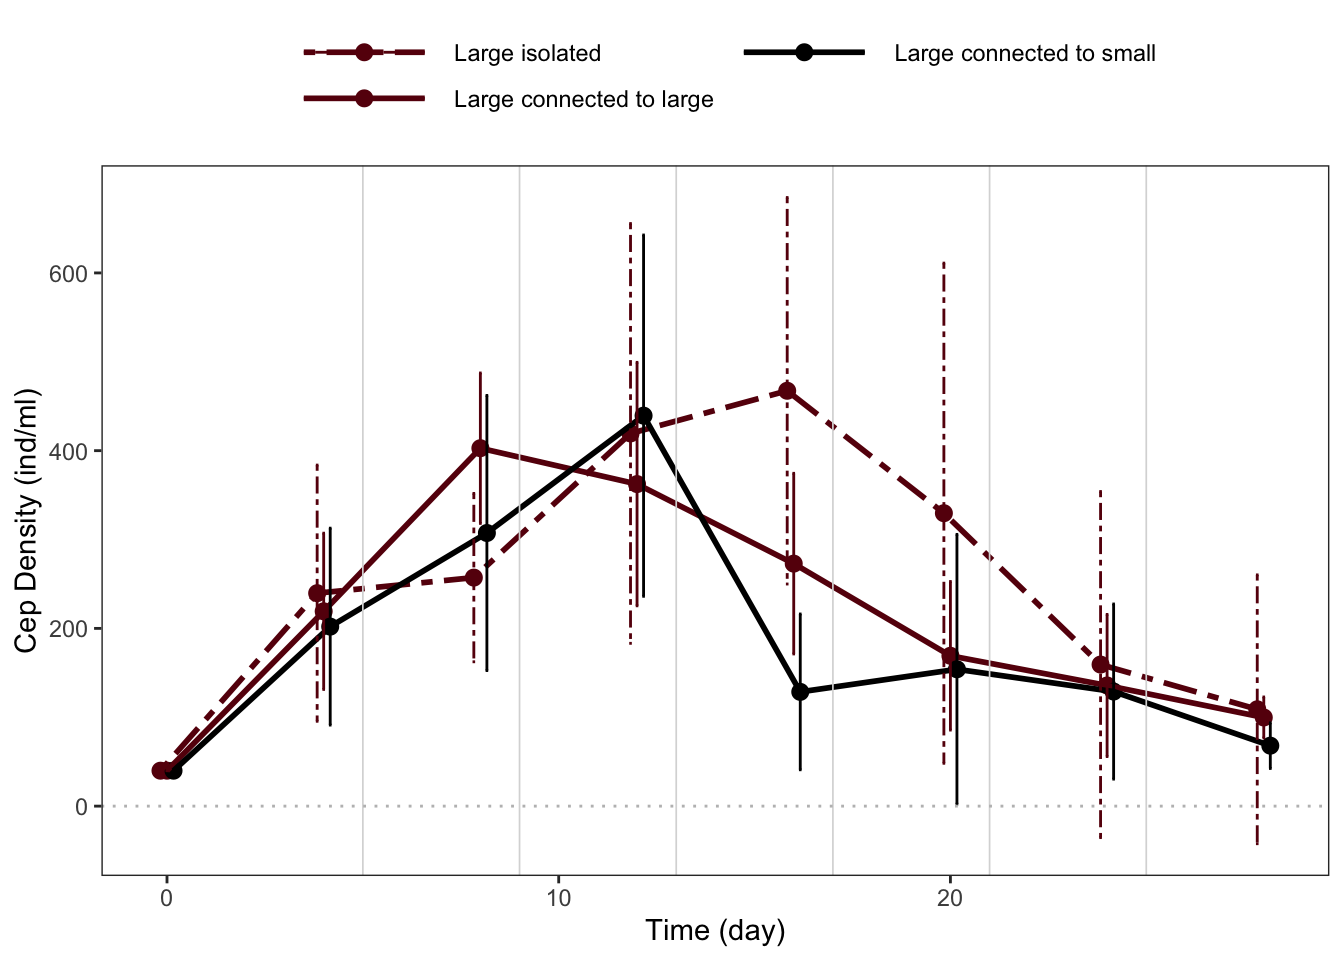 Large isolated
Large connected to small
Large connected to large
Cep Density (ind/ml)
600
400
200
0
0
10
20
Time (day)